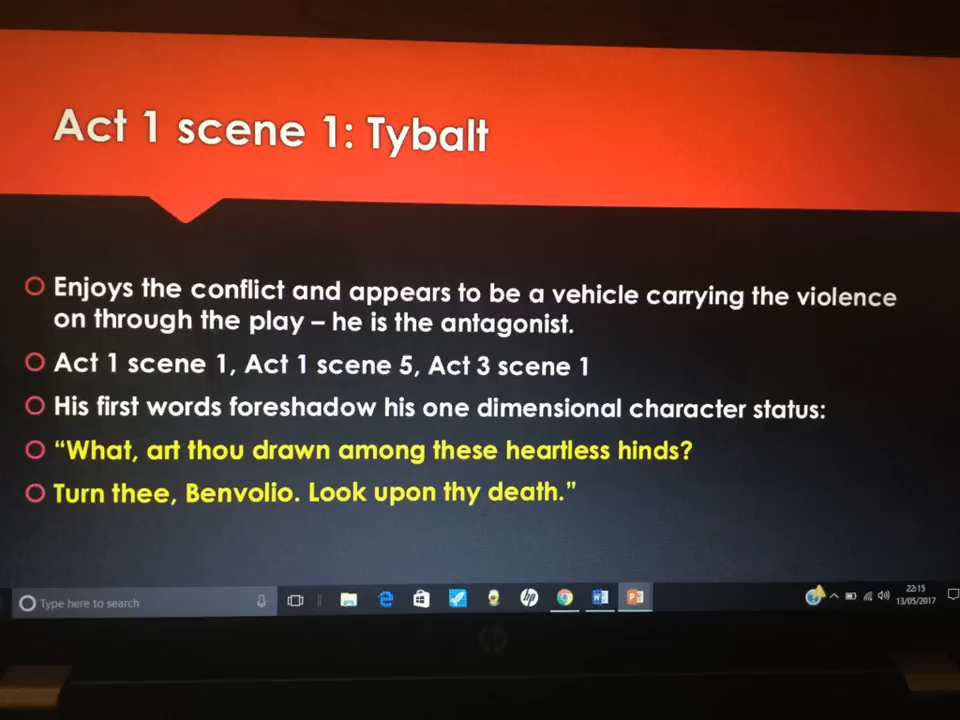 Act 1 scene 1: Tybalt
Enjoys the conflict and appears to be a vehicle carrying the violence
on through the play – he is the antagonist.
Act 1 scene 1, Act 1 scene 5, Act 3 scene 1
His first words foreshadow his one dimensional character status:
“What, art thou drawn among these heartless hinds?
Turn thee, Benvolio. Look upon thy death.”
Type here to search
22:15
13/05/2017
hp